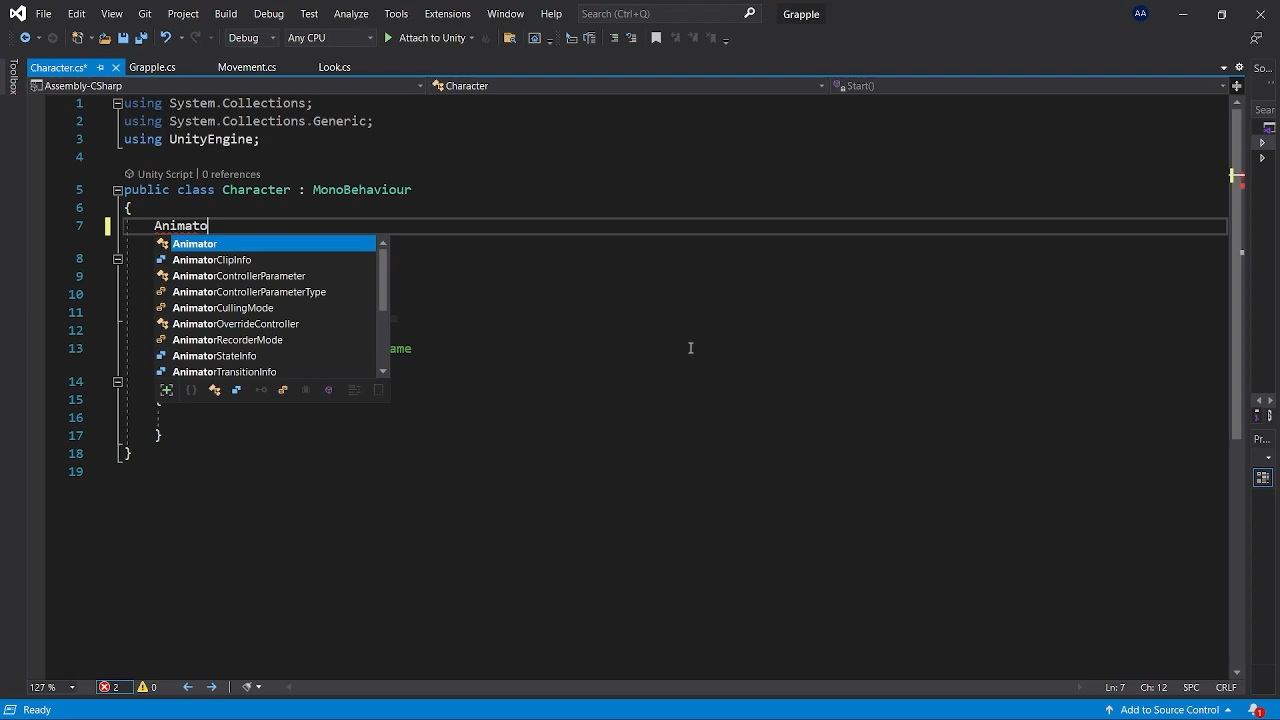 File Edit View Git Project Build Debug Test Analyze Tools Extensions Window Help Search (Ctrl+Q) Grapple AA
Debug Any CPU Attach to Unity
Toolbox
Character.cs* Grapple.cs Movement.cs Look.cs So...
Assembly-CSharp Character Start()
1 using System.Collections;
2 using System.Collections.Generic;
3 using UnityEngine;
4
Unity Script | 0 references
5 public class Character : MonoBehaviour
6 {
7 Animato
Animator
8 AnimatorClipInfo
9 AnimatorControllerParameter
10 AnimatorControllerParameterType
11 AnimatorCullingMode
12 AnimatorOverrideController
AnimatorRecorderMode
13 AnimatorStateInfo ame
AnimatorTransitionInfo
14
15
16
17 }
18 }
19
Sear
Pr...
127 % 2 0 Ln: 7 Ch: 12 SPC CRLF
Ready Add to Source Control 1